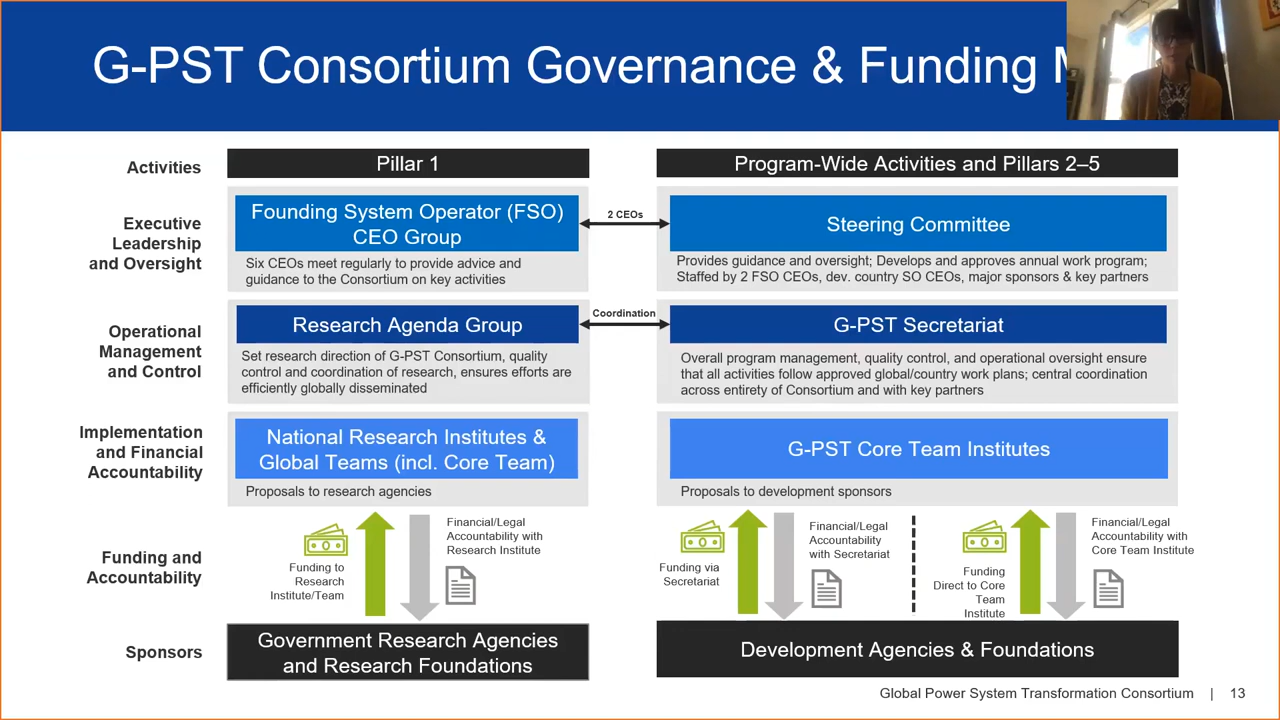 G-PST Consortium Governance & Funding
Activities
Pillar 1
Program-Wide Activities and Pillars 2–5
Executive
Leadership
and Oversight
Founding System Operator (FSO)
CEO Group
Six CEOs meet regularly to provide advice and
guidance to the Consortium on key activities
2 CEOs
Steering Committee
Provides guidance and oversight; Develops and approves annual work program;
Staffed by 2 FSO CEOs, dev. country SO CEOs, major sponsors & key partners
Operational
Management
and Control
Research Agenda Group
Set research direction of G-PST Consortium, quality
control and coordination of research, ensures efforts are
efficiently globally disseminated
Coordination
G-PST Secretariat
Overall program management, quality control, and operational oversight ensure
that all activities follow approved global/country work plans; central coordination
across entirety of Consortium and with key partners
Implementation
and Financial
Accountability
National Research Institutes &
Global Teams (incl. Core Team)
Proposals to research agencies
G-PST Core Team Institutes
Proposals to development sponsors
Funding and
Accountability
Funding to
Research
Institute/Team
Financial/Legal
Accountability with
Research Institute
Funding via
Secretariat
Financial/Legal
Accountability
with Secretariat
Funding
Direct to Core
Team
Institute
Financial/Legal
Accountability with
Core Team Institute
Sponsors
Government Research Agencies
and Research Foundations
Development Agencies & Foundations
Global Power System Transformation Consortium | 13